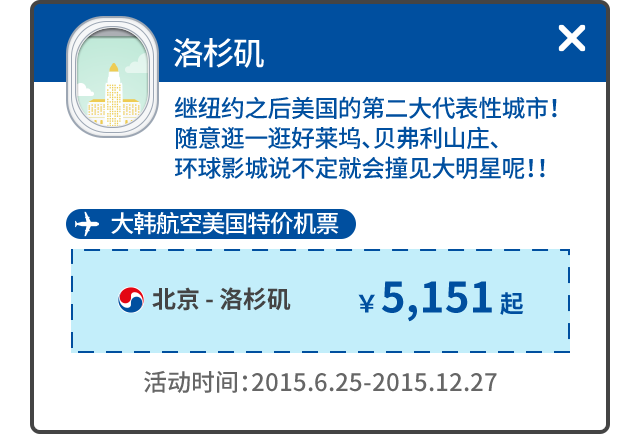 洛杉矶
继纽约之后美国的第二大代表性城市！
随意逛一逛好莱坞、贝弗利山庄、
环球影城说不定就会撞见大明星呢！！
大韩航空美国特价机票
北京 - 洛杉矶 ￥5,151 起
活动时间：2015.6.25-2015.12.27